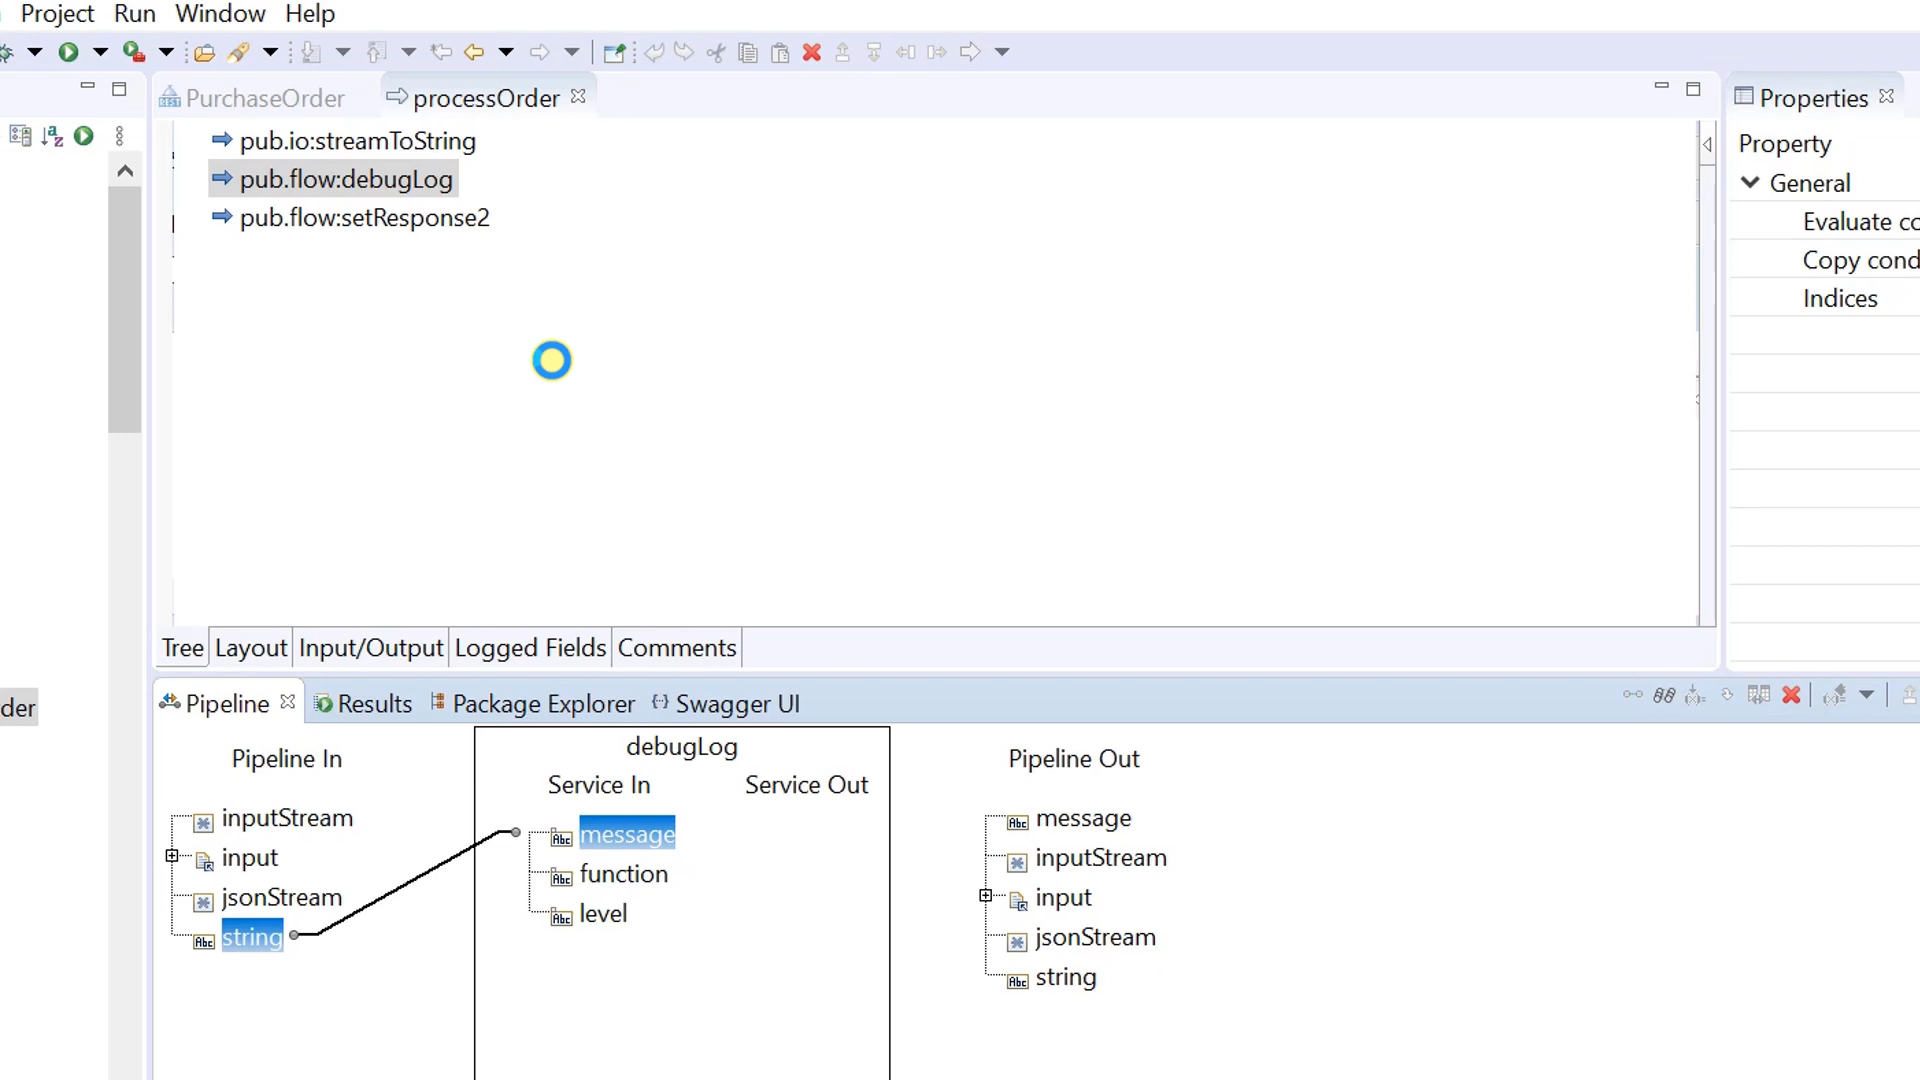 Project Run Window Help
PurchaseOrder processOrder
Properties
pub.io:streamToString
pub.flow:debugLog
pub.flow:setResponse2
Property
General
Evaluate co
Copy cond
Indices
Tree Layout Input/Output Logged Fields Comments
der
Pipeline Results Package Explorer Swagger UI
debugLog
Pipeline In
Service In Service Out
Pipeline Out
inputStream
input
jsonStream
string
message
function
level
message
inputStream
input
jsonStream
string